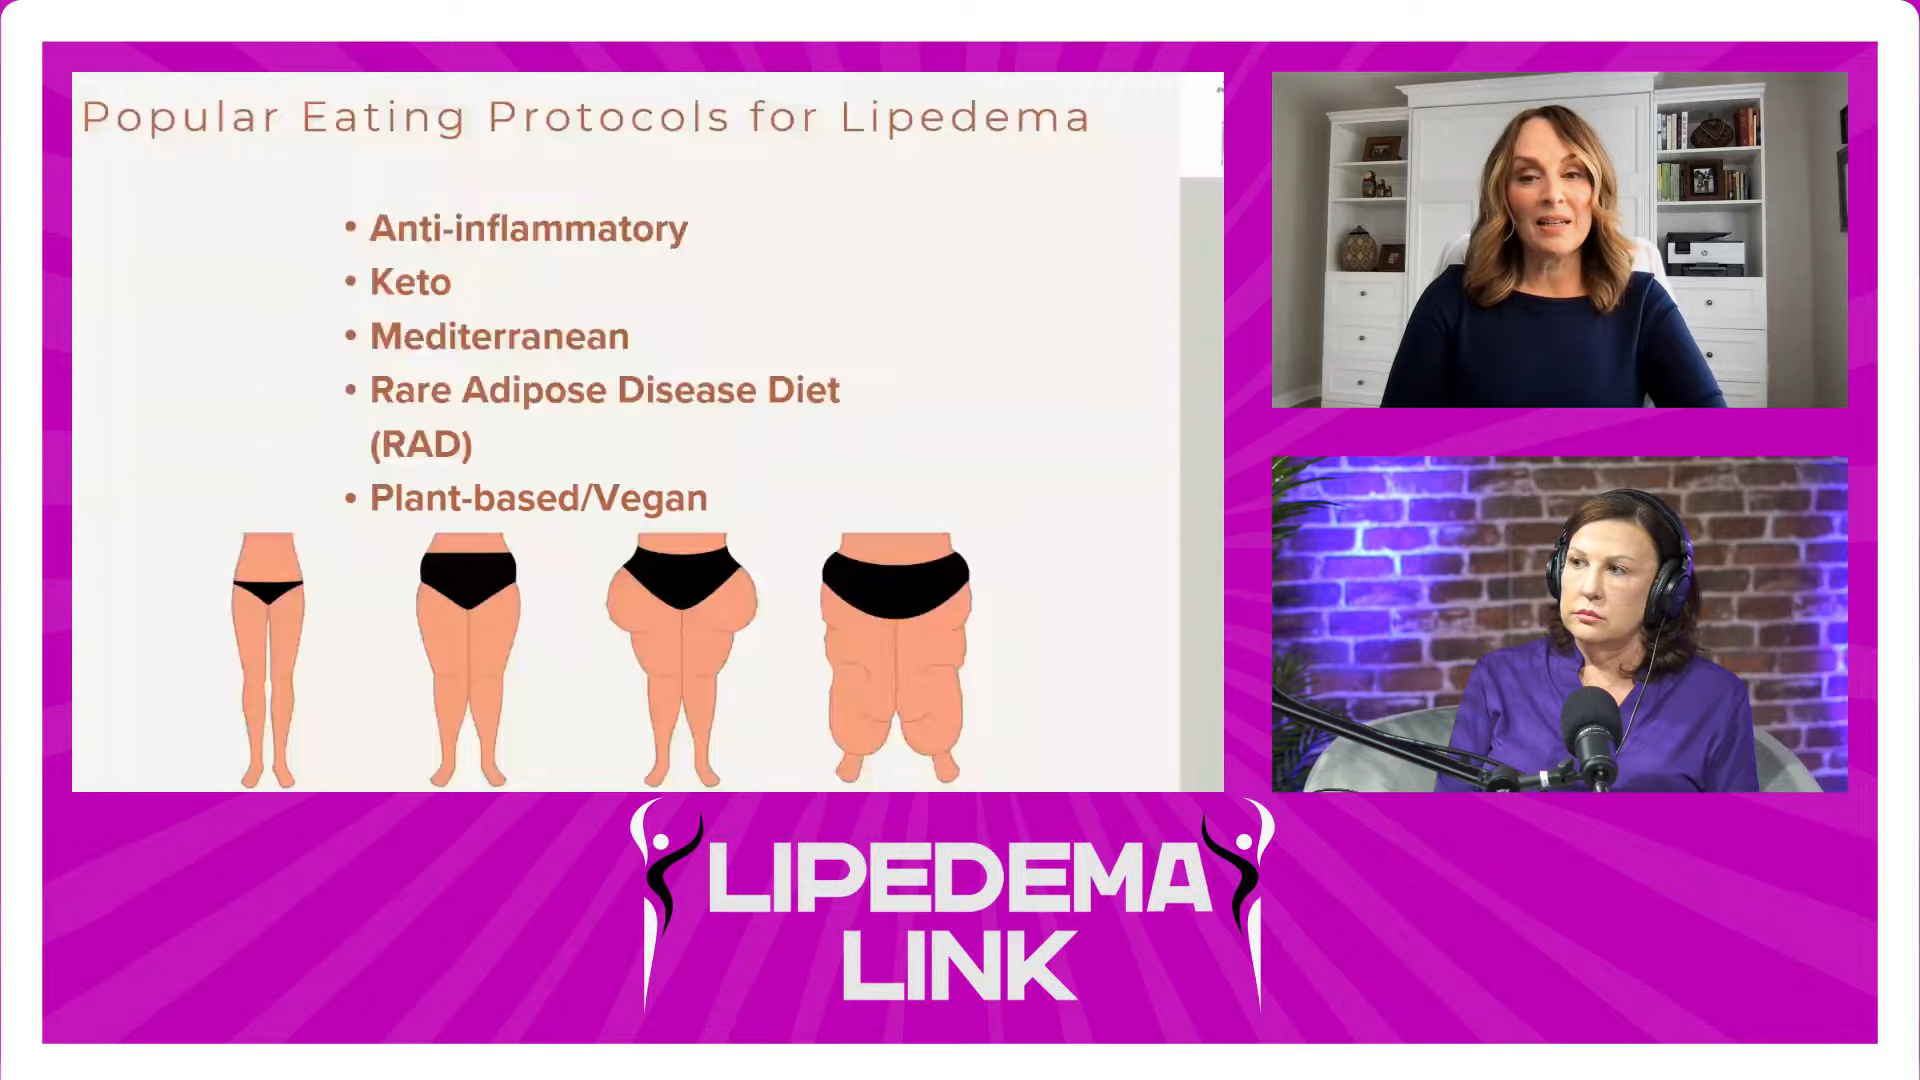 Popular Eating Protocols for Lipedema
• Anti-inflammatory
• Keto
• Mediterranean
• Rare Adipose Disease Diet
(RAD)
• Plant-based/Vegan
LIPEDEMA
LINK